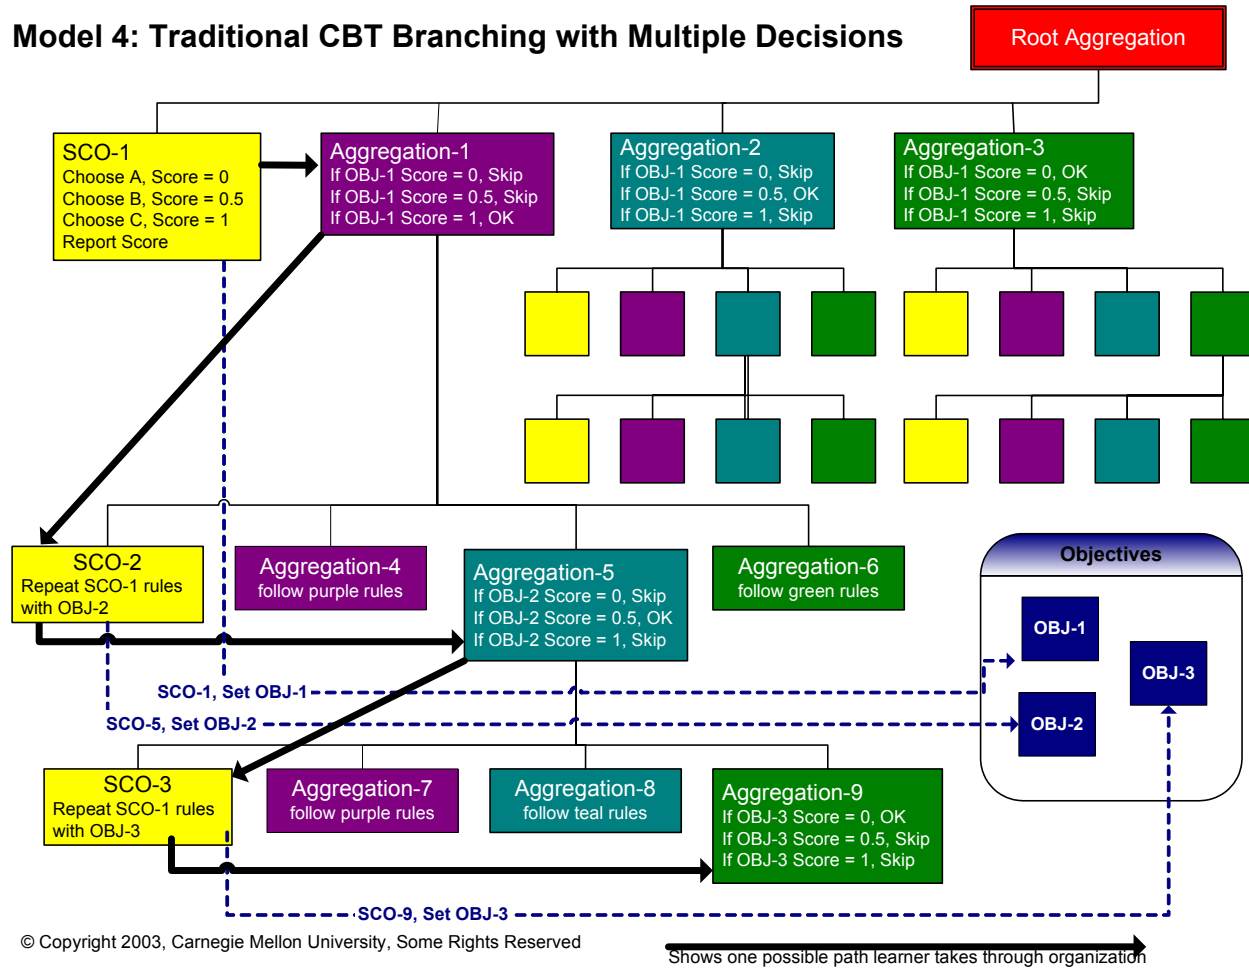 Model 4: Traditional CBT Branching with Multiple Decisions
Root Aggregation
SCO-1
Choose A, Score = 0
Choose B, Score = 0.5
Choose C, Score = 1
Report Score
Aggregation-1
If OBJ-1 Score = 0, Skip
If OBJ-1 Score = 0.5, Skip
If OBJ-1 Score = 1, OK
Aggregation-2
If OBJ-1 Score = 0, Skip
If OBJ-1 Score = 0.5, OK
If OBJ-1 Score = 1, Skip
Aggregation-3
If OBJ-1 Score = 0, OK
If OBJ-1 Score = 0.5, Skip
If OBJ-1 Score = 1, Skip
SCO-2
Repeat SCO-1 rules
with OBJ-2
Aggregation-4
follow purple rules
Aggregation-5
If OBJ-2 Score = 0, Skip
If OBJ-2 Score = 0.5, OK
If OBJ-2 Score = 1, Skip
Aggregation-6
follow green rules
Objectives
OBJ-1
OBJ-3
OBJ-2
SCO-1, Set OBJ-1
SCO-5, Set OBJ-2
SCO-3
Repeat SCO-1 rules
with OBJ-3
Aggregation-7
follow purple rules
Aggregation-8
follow teal rules
Aggregation-9
If OBJ-3 Score = 0, OK
If OBJ-3 Score = 0.5, Skip
If OBJ-3 Score = 1, Skip
SCO-9, Set OBJ-3
© Copyright 2003, Carnegie Mellon University, Some Rights Reserved
Shows one possible path learner takes through organization